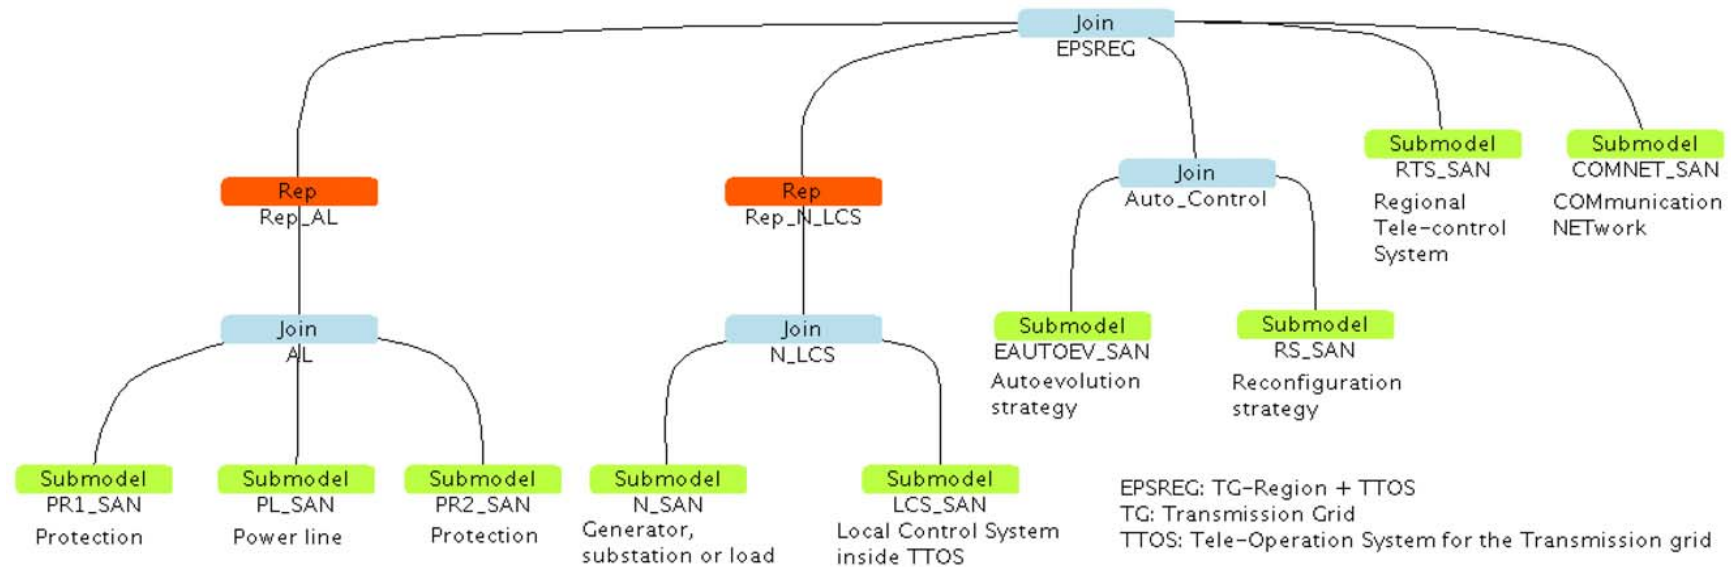 Join
EPSREG
Submodel
RTS_SAN
Regional
Tele-control
System
Submodel
COMNET_SAN
COMmunication
NETwork
Rep
Rep_AL
Rep
Rep_N_LCS
Join
Auto_Control
Join
AL
Join
N_LCS
Submodel
EAUTOEV_SAN
Autoevolution
strategy
Submodel
RS_SAN
Reconfiguration
strategy
Submodel
PR1_SAN
Protection
Submodel
PL_SAN
Power line
Submodel
PR2_SAN
Protection
Submodel
N_SAN
Generator,
substation or load
Submodel
LCS_SAN
Local Control System
inside TTOS
EPSREG: TG-Region + TTOS
TG: Transmission Grid
TTOS: Tele-Operation System for the Transmission grid